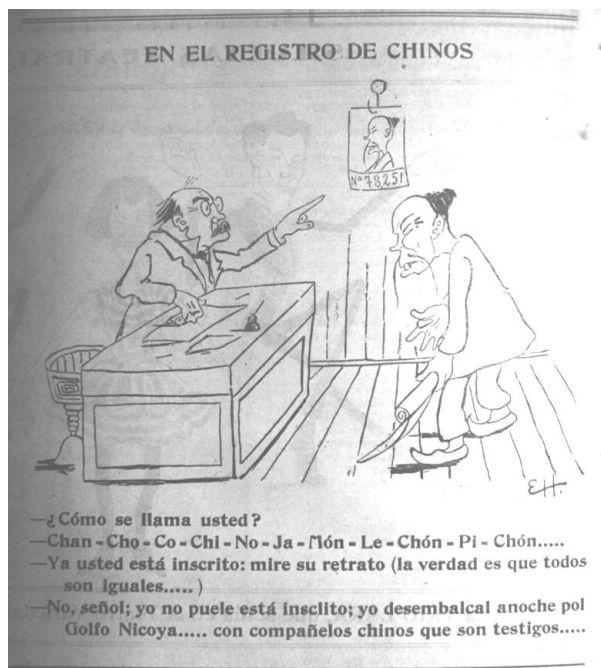 EN EL REGISTRO DE CHINOS
Nº 78,251
EH.
—¿Cómo se llama usted?
—Chan-Cho-Co-Chi-No-Ja-Món-Le-Chón-Pi-Chón.....
—Ya usted está inscrito: mire su retrato (la verdad es que todos
son iguales.....)
—No, señol; yo no puele está insclito; yo desembalcal anoche pol
Golfo Nicoya..... con compañelos chinos que son testigos.....